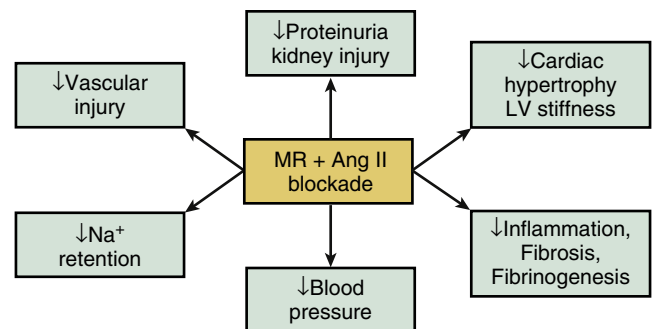 ↓Proteinuria
kidney injury
↓Vascular
injury
↓Cardiac
hypertrophy
LV stiffness
MR + Ang II
blockade
↓Na⁺
retention
↓Inflammation,
Fibrosis,
Fibrinogenesis
↓Blood
pressure